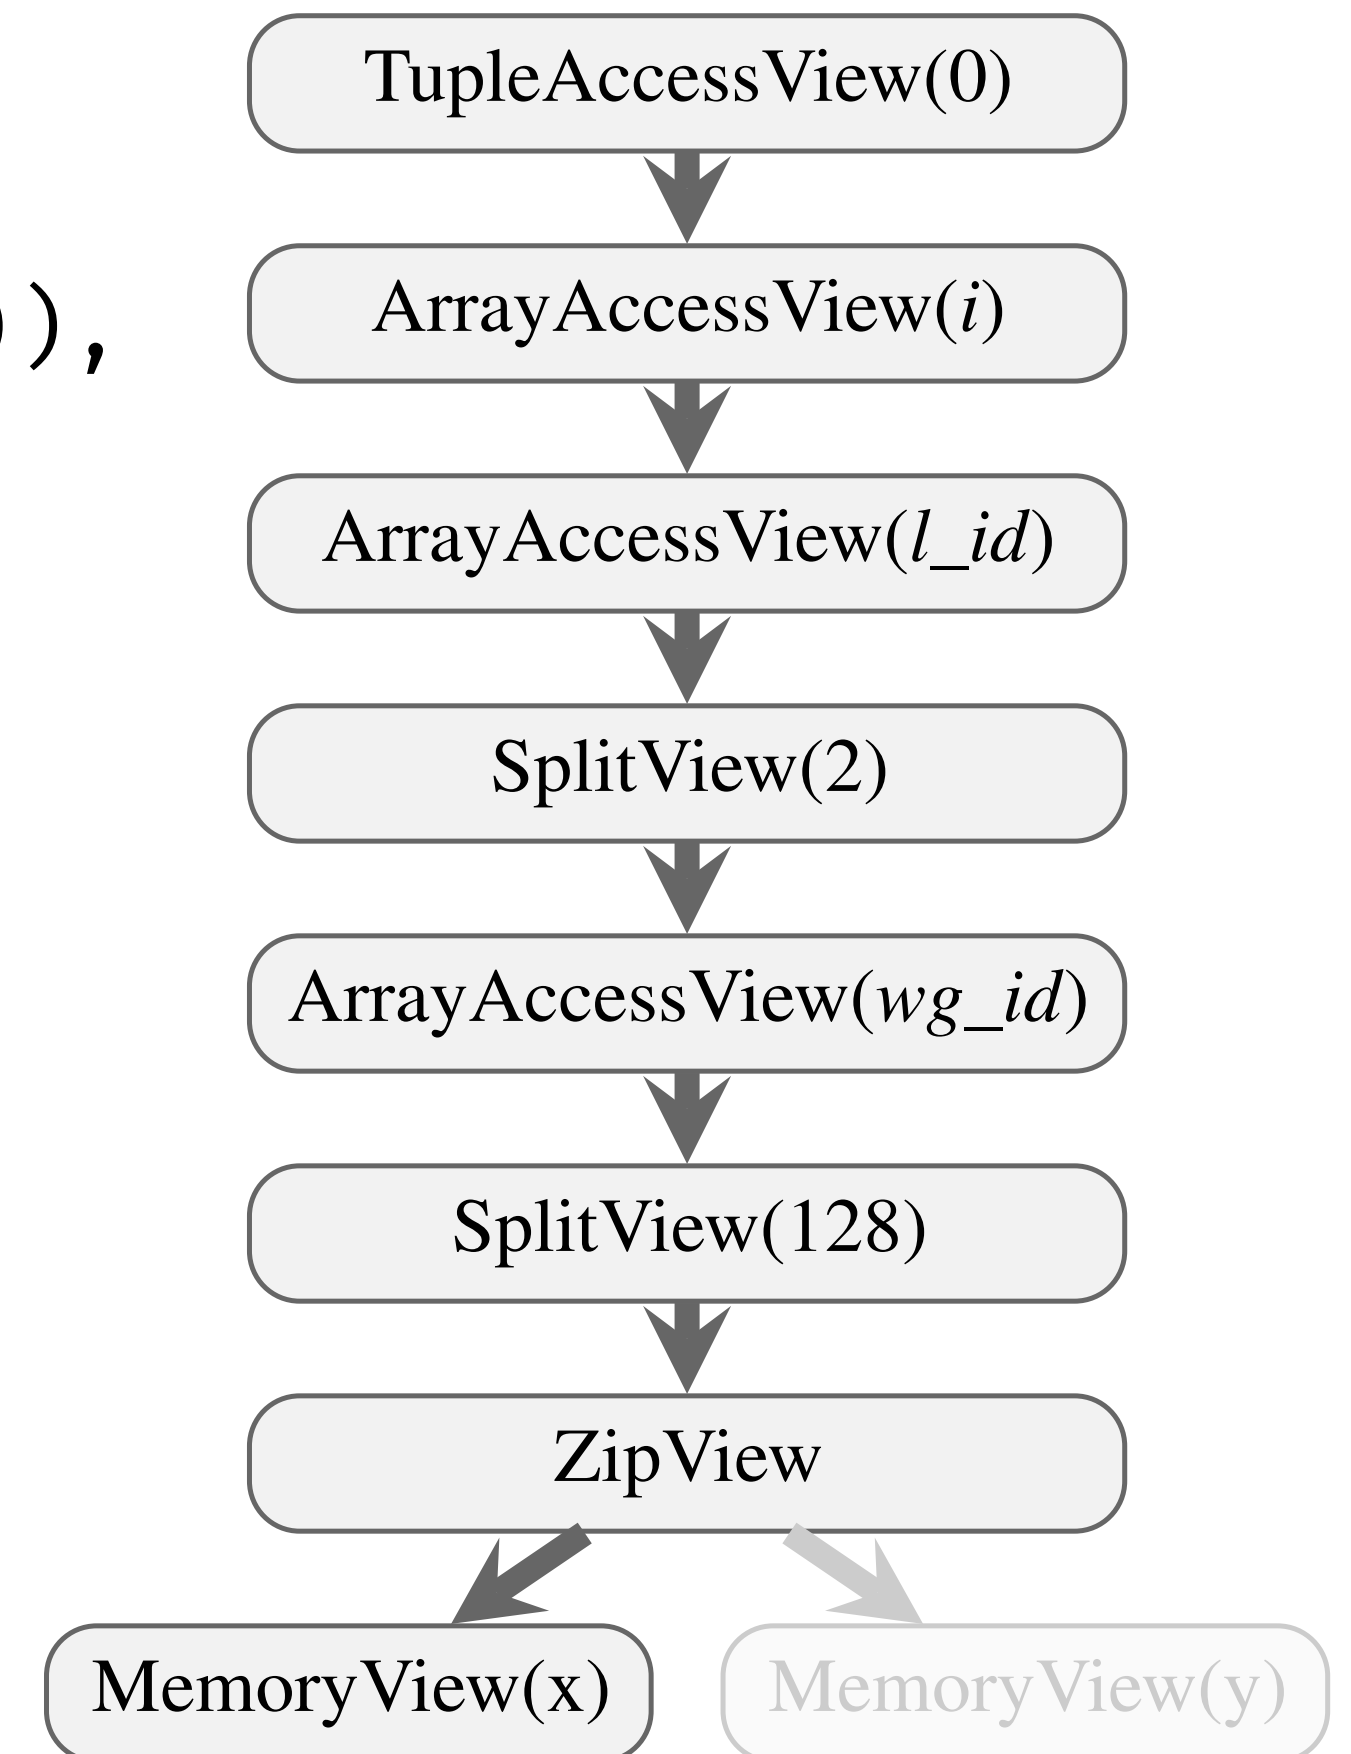 TupleAccessView(0)
ArrayAccessView(i)
)),
ArrayAccessView(l_id)
SplitView(2)
ArrayAccessView(wg_id)
SplitView(128)
ZipView
MemoryView(x)
MemoryView(y)